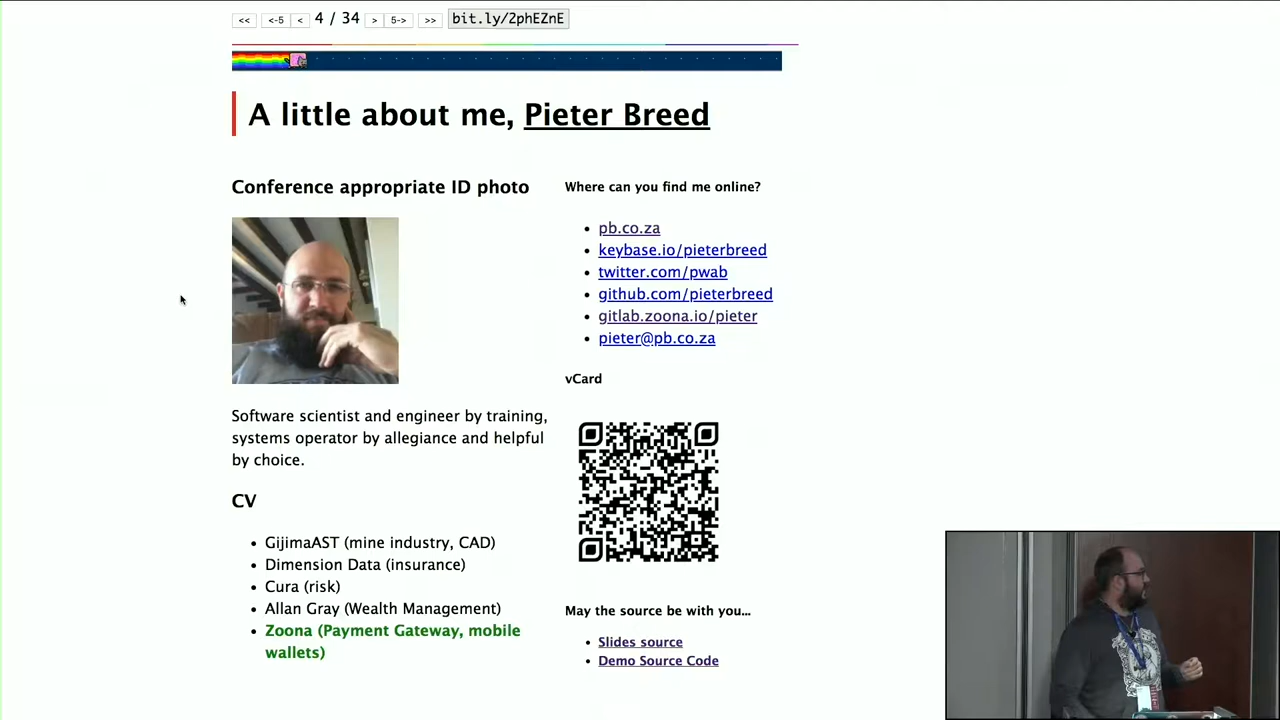 << <-5 < 4 / 34 > 5-> >> bit.ly/2phEZnE
A little about me, Pieter Breed
Conference appropriate ID photo
Software scientist and engineer by training,
systems operator by allegiance and helpful
by choice.
CV
GijimaAST (mine industry, CAD)
Dimension Data (insurance)
Cura (risk)
Allan Gray (Wealth Management)
Zoona (Payment Gateway, mobile
wallets)
Where can you find me online?
pb.co.za
keybase.io/pieterbreed
twitter.com/pwab
github.com/pieterbreed
gitlab.zoona.io/pieter
pieter@pb.co.za
vCard
May the source be with you...
Slides source
Demo Source Code